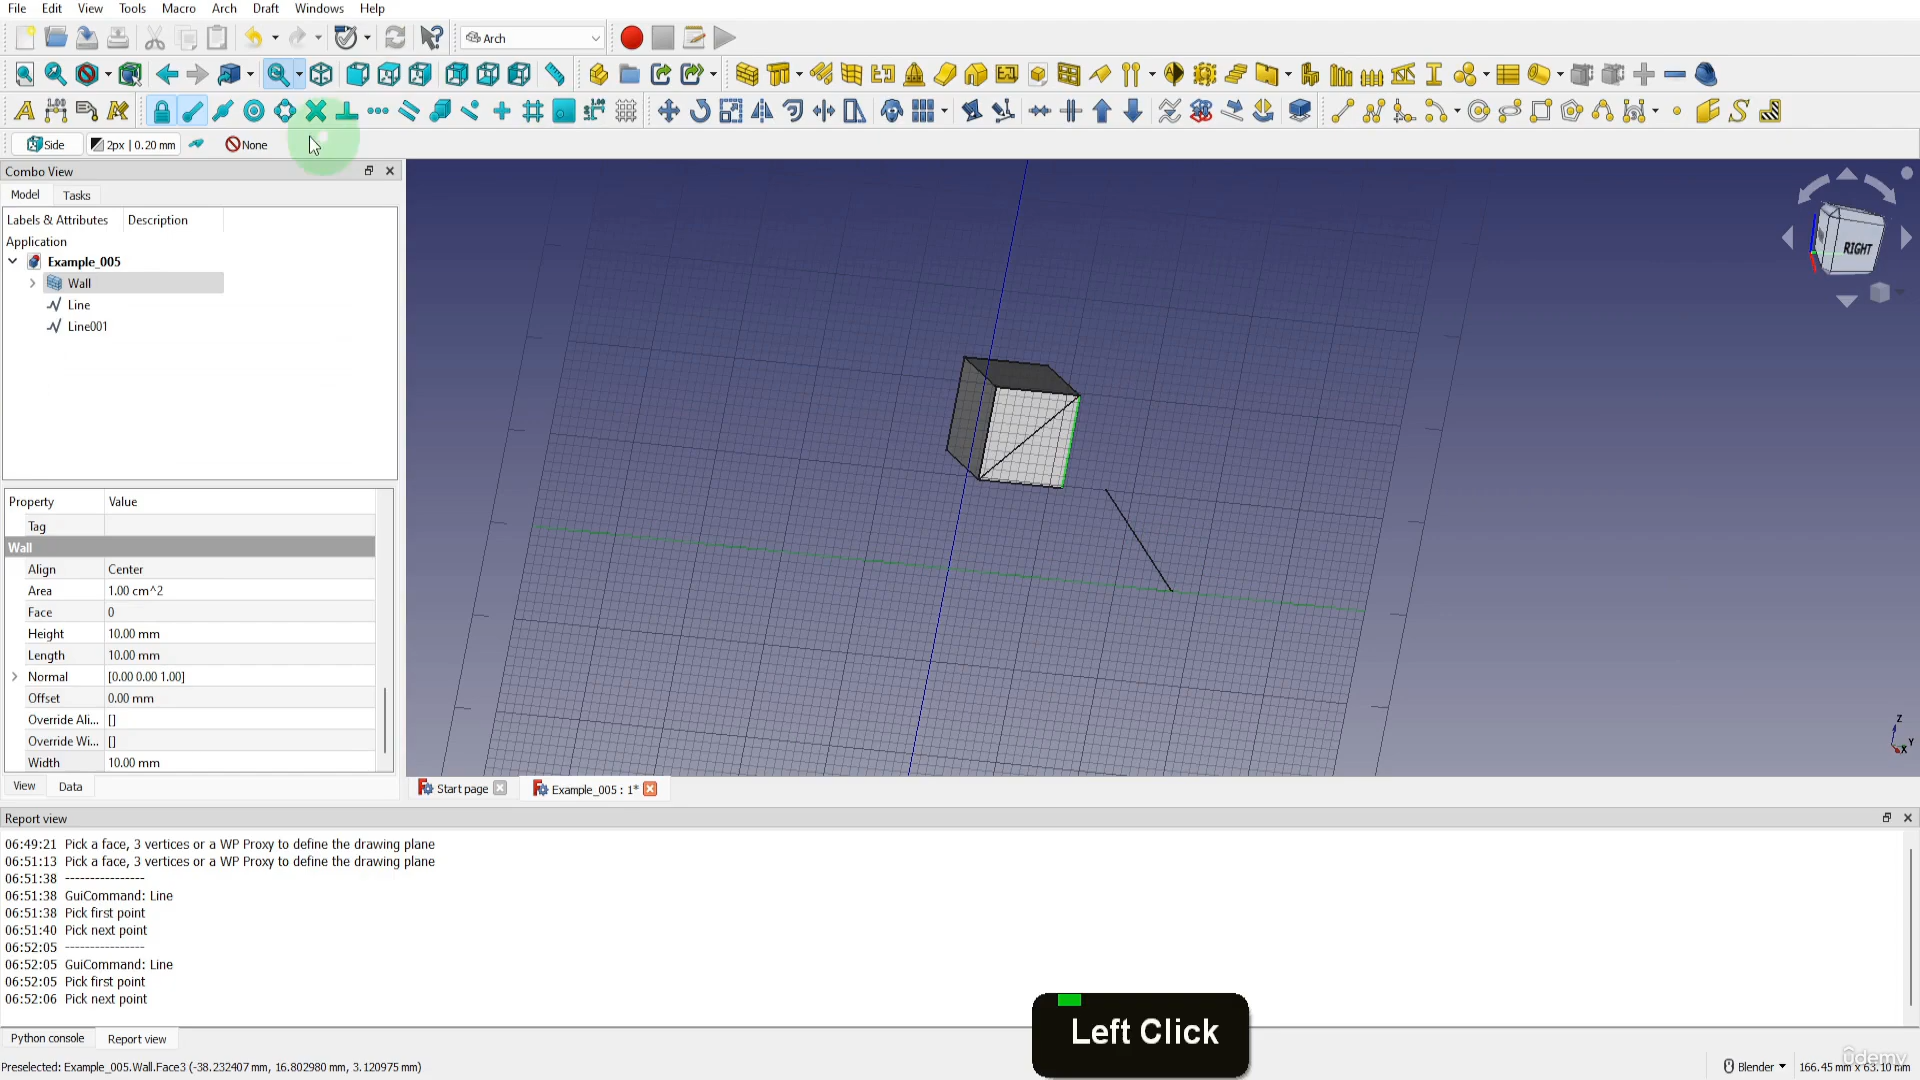 File Edit View Tools Macro Arch Draft Windows Help
Arch
Side 2px | 0.20 mm None
Combo View
Model Tasks
Labels & Attributes Description
Application
Example_005
Wall
Line
Line001
Property Value
Tag
Wall
Align Center
Area 1.00 cm^2
Face 0
Height 10.00 mm
Length 10.00 mm
Normal [0.00 0.00 1.00]
Offset 0.00 mm
Override Ali... []
Override Wi... []
Width 10.00 mm
View Data
RIGHT
Z
Y
X
Start page Example_005 : 1*
Report view
06:49:21 Pick a face, 3 vertices or a WP Proxy to define the drawing plane
06:51:13 Pick a face, 3 vertices or a WP Proxy to define the drawing plane
06:51:38 ----------------
06:51:38 GuiCommand: Line
06:51:38 Pick first point
06:51:40 Pick next point
06:52:05 ----------------
06:52:05 GuiCommand: Line
06:52:05 Pick first point
06:52:06 Pick next point
Left Click
Python console Report view
Preselected: Example_005.Wall.Face3 (-38.232407 mm, 16.802980 mm, 3.120975 mm)
Blender 166.45 mm x 63.10 mm
udemy